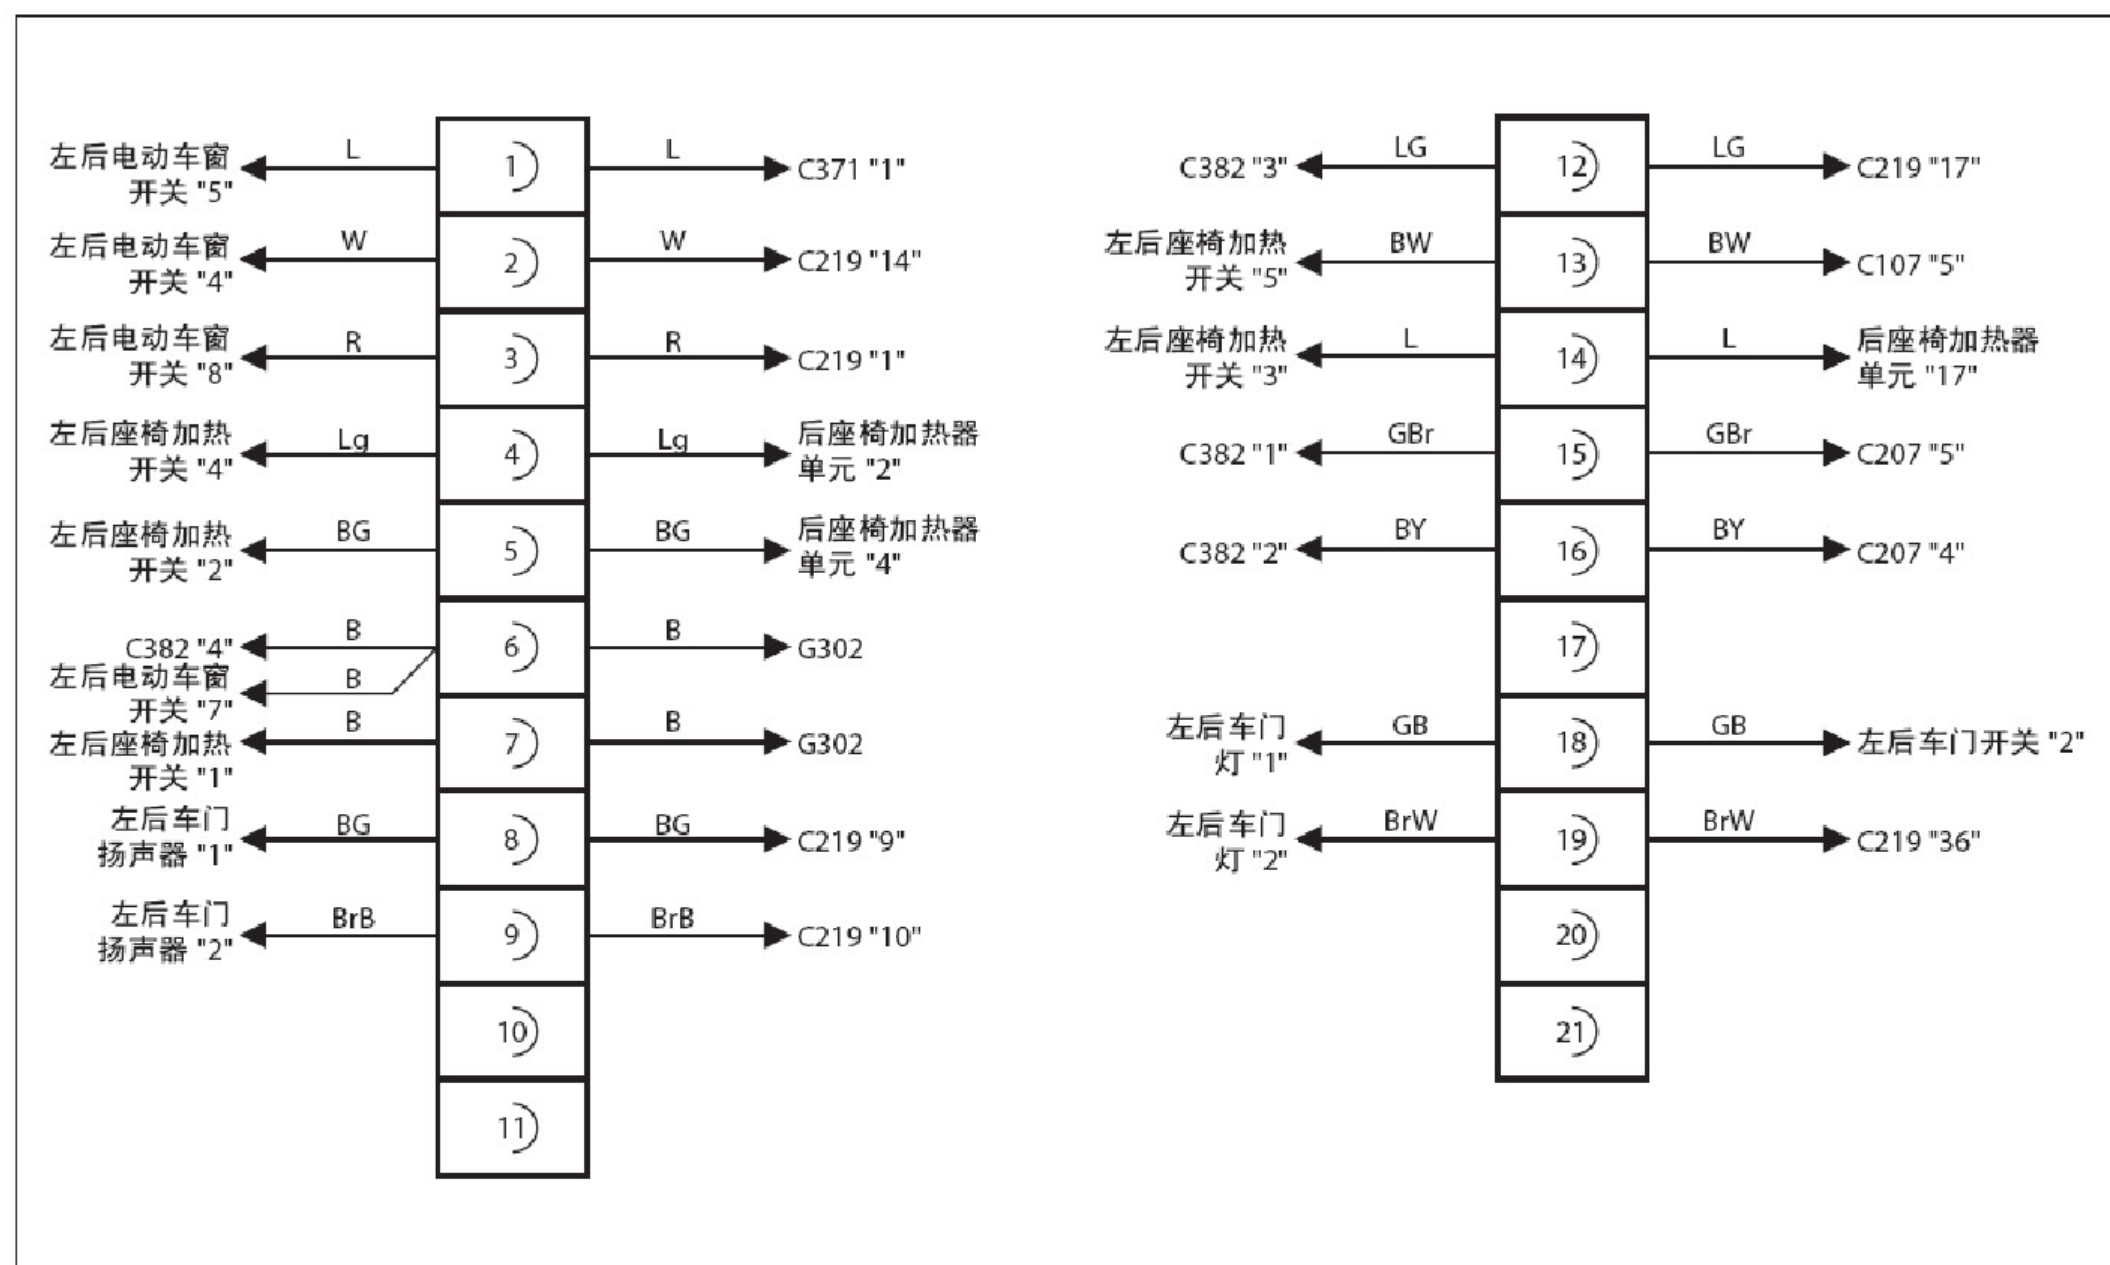 左后电动车窗
开关 "5"
L
1
L
C371 "1"
左后电动车窗
开关 "4"
W
2
W
C219 "14"
左后电动车窗
开关 "8"
R
3
R
C219 "1"
左后座椅加热
开关 "4"
Lg
4
Lg
后座椅加热器
单元 "2"
左后座椅加热
开关 "2"
BG
5
BG
后座椅加热器
单元 "4"
C382 "4"
B
6
B
G302
左后电动车窗
开关 "7"
B
左后座椅加热
开关 "1"
B
7
B
G302
左后车门
扬声器 "1"
BG
8
BG
C219 "9"
左后车门
扬声器 "2"
BrB
9
BrB
C219 "10"
10
11
C382 "3"
LG
12
LG
C219 "17"
左后座椅加热
开关 "5"
BW
13
BW
C107 "5"
左后座椅加热
开关 "3"
L
14
L
后座椅加热器
单元 "17"
C382 "1"
GBr
15
GBr
C207 "5"
C382 "2"
BY
16
BY
C207 "4"
17
左后车门
灯 "1"
GB
18
GB
左后车门开关 "2"
左后车门
灯 "2"
BrW
19
BrW
C219 "36"
20
21